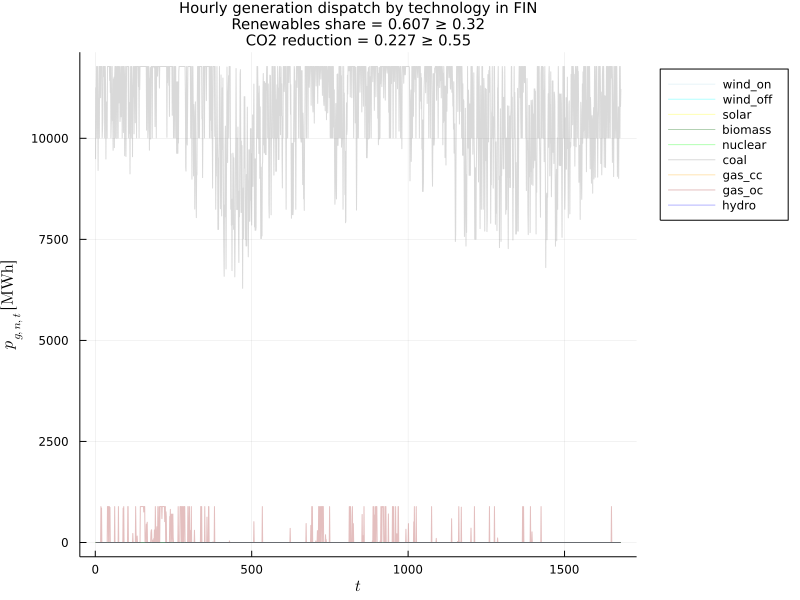 Hourly generation dispatch by technology in FIN
Renewables share = 0.607 ≥ 0.32
CO2 reduction = 0.227 ≥ 0.55
wind_on
wind_off
solar
biomass
nuclear
coal
gas_cc
gas_oc
hydro
10000
7500
5000
2500
0
p g, n, t [MWh]
0 500 1000 1500
t